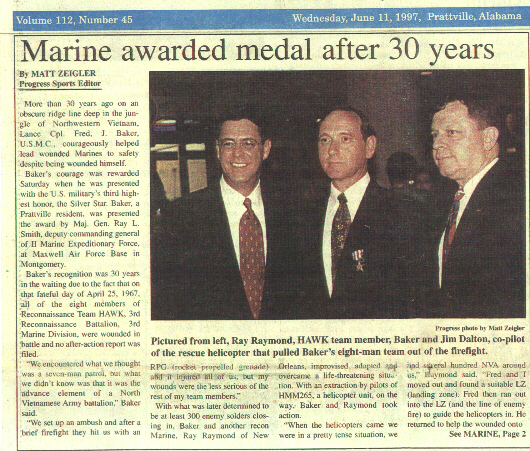 Volume 112, Number 45
Wednesday, June 11, 1997, Prattville, Alabama
Marine awarded medal after 30 years
By MATT ZEIGLER
Progress Sports Editor
More than 30 years ago on an
obscure ridge line deep in the jun-
gle of Northwestern Vietnam,
Lance Cpl. Fred. J. Baker,
U.S.M.C., courageously helped
lead wounded Marines to safety
despite being wounded himself.
Baker's courage was rewarded
Saturday when he was presented
with the U.S. military's third high-
est honor, the Silver Star. Baker, a
Prattville resident, was presented
the award by Maj. Gen. Ray L.
Smith, deputy commanding general
of II Marine Expeditionary Force,
at Maxwell Air Force Base in
Montgomery.
Baker's recognition was 30 years
in the waiting due to the fact that on
that fateful day of April 25, 1967,
all of the eight members of
Reconnaissance Team HAWK, 3rd
Reconnaissance Battalion, 3rd
Marine Division, were wounded in
battle and no after-action report was
filed.
"We encountered what we thought
was a seven-man patrol, but what
we didn't know was that it was the
advance element of a North
Vietnamese Army battalion," Baker
said.
"We set up an ambush and after a
brief firefight they hit us with an
Progress photo by Matt Zeigler
Pictured from left, Ray Raymond, HAWK team member, Baker and Jim Dalton, co-pilot
of the rescue helicopter that pulled Baker's eight-man team out of the firefight.
RPG (rocket propelled grenade)
and it injured all of us, but my
wounds were the less serious of the
rest of my team members."
With what was later determined to
be at least 300 enemy soldiers clos-
ing in, Baker and another recon
Marine, Ray Raymond of New
Orleans, improvised, adapted and
overcame a life-threatening situa-
tion. With an extraction by pilots of
HMM265, a helicopter unit, on the
way, Baker and Raymond took
action.
"When the helicopters came we
were in a pretty tense situation, we
had several hundred NVA around
us," Raymond said. "Fred and I
moved out and found a suitable LZ
(landing zone). Fred then ran out
into the LZ (and the line of enemy
fire) to guide the helicopters in. He
returned to help the wounded onto
See MARINE, Page 2